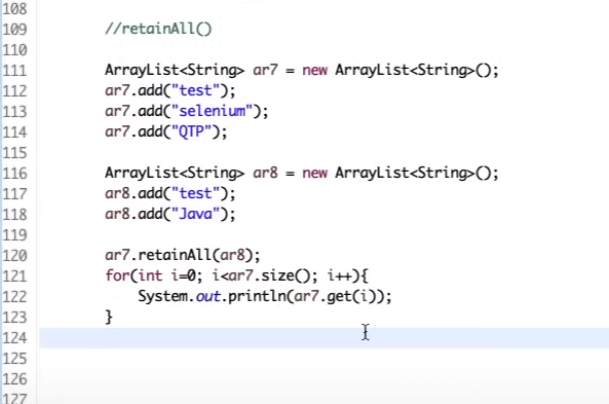 108
109 //retainAll()
110
111 ArrayList<String> ar7 = new ArrayList<String>();
112 ar7.add("test");
113 ar7.add("selenium");
114 ar7.add("QTP");
115
116 ArrayList<String> ar8 = new ArrayList<String>();
117 ar8.add("test");
118 ar8.add("Java");
119
120 ar7.retainAll(ar8);
121 for(int i=0; i<ar7.size(); i++){
122 System.out.println(ar7.get(i));
123 }
124
125
126
127